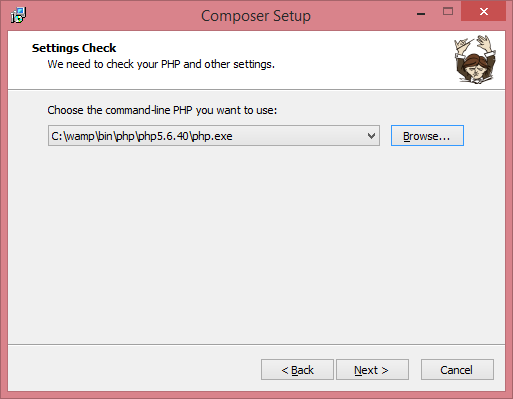 Composer Setup
Settings Check
We need to check your PHP and other settings.
Choose the command-line PHP you want to use:
C:\wamp\bin\php\php5.6.40\php.exe
Browse...
< Back
Next >
Cancel